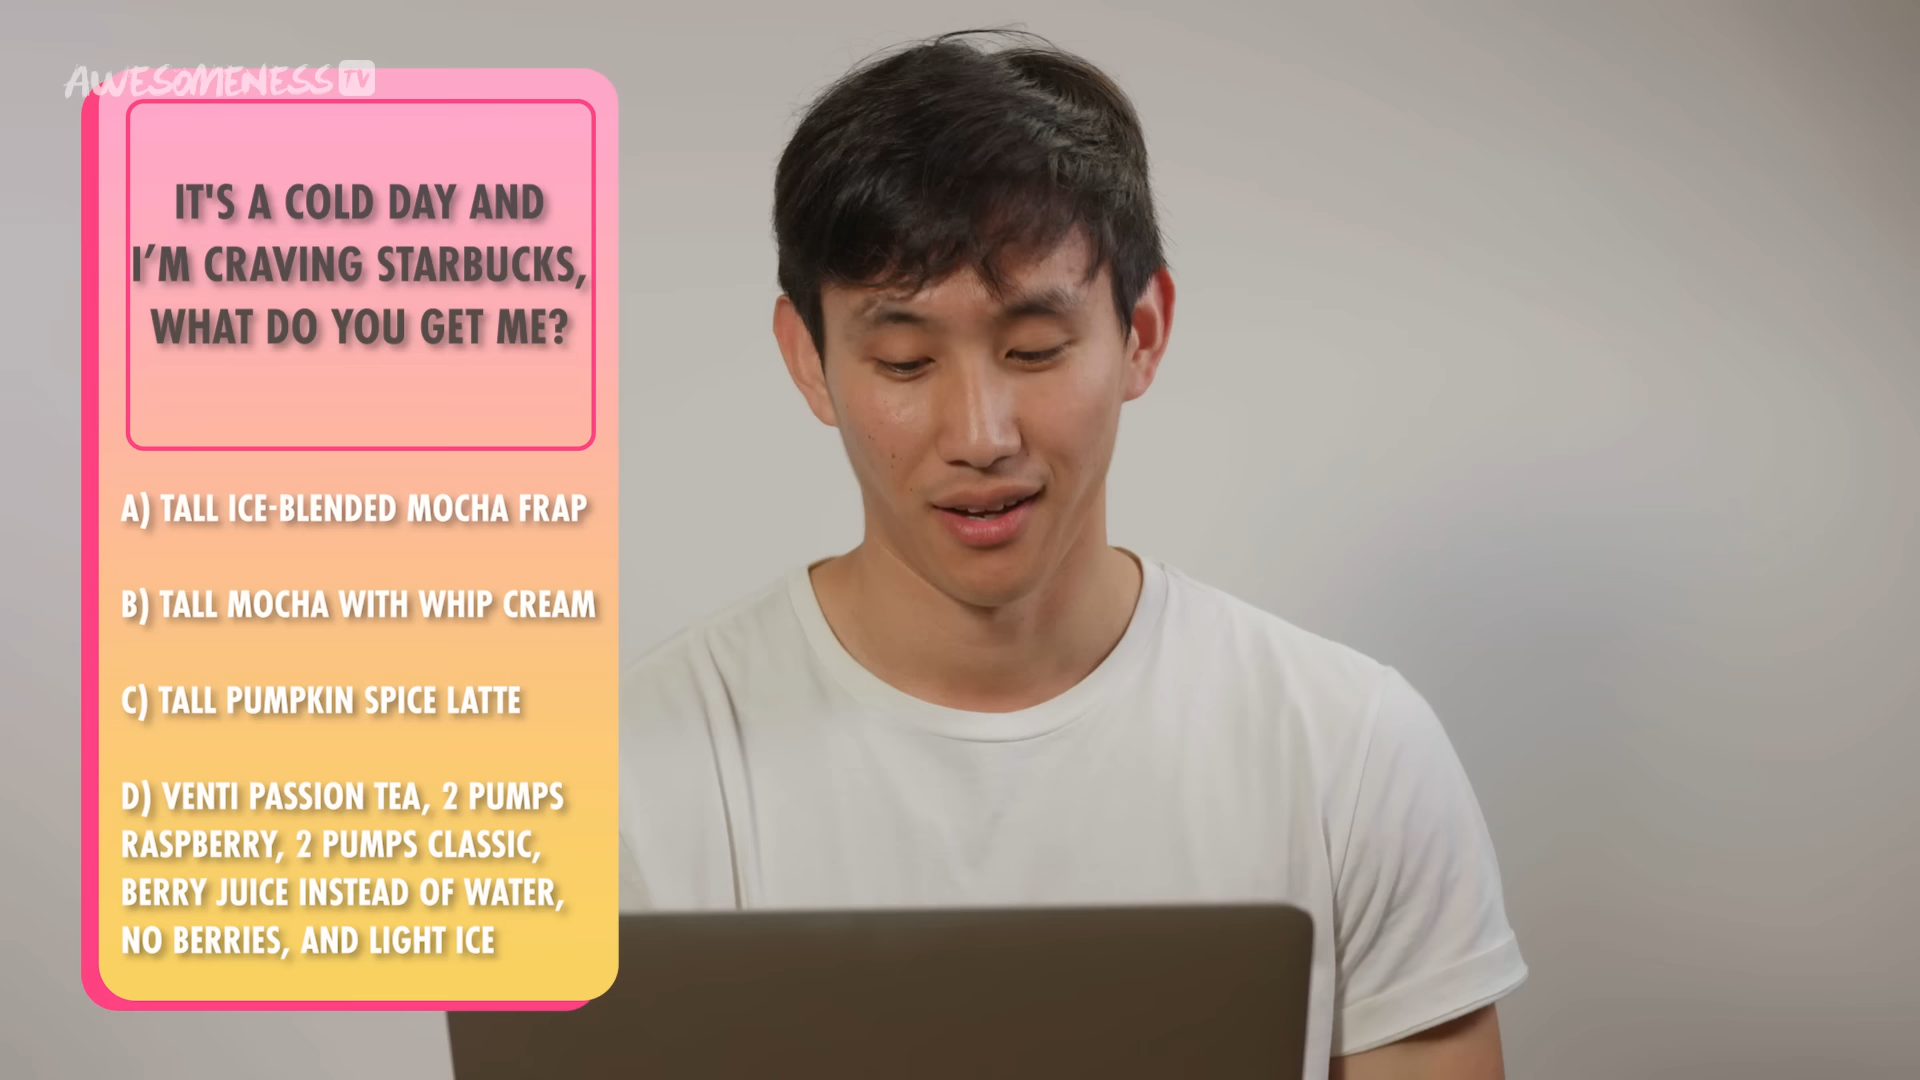 AWESOMENESS TV
IT'S A COLD DAY AND
I'M CRAVING STARBUCKS,
WHAT DO YOU GET ME?
A) TALL ICE-BLENDED MOCHA FRAP
B) TALL MOCHA WITH WHIP CREAM
C) TALL PUMPKIN SPICE LATTE
D) VENTI PASSION TEA, 2 PUMPS
RASPBERRY, 2 PUMPS CLASSIC,
BERRY JUICE INSTEAD OF WATER,
NO BERRIES, AND LIGHT ICE